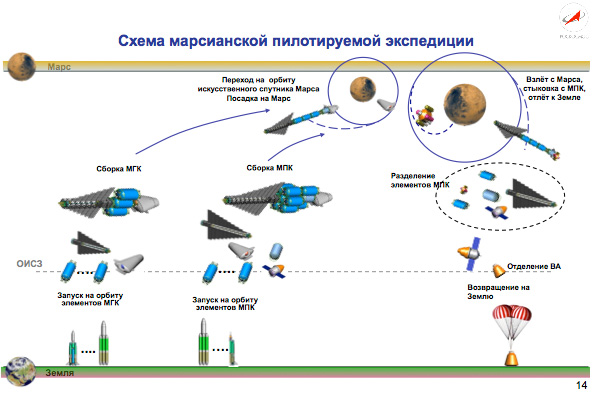 Схема марсианской пилотируемой экспедиции
Марс
Переход на орбиту
искусственного спутника Марса
Посадка на Марс
Взлёт с Марса,
стыковка с МПК,
отлёт к Земле
Сборка МГК
Сборка МПК
Разделение
элементов МПК
ОИСЗ
Отделение ВА
Запуск на орбиту
элементов МГК
Запуск на орбиту
элементов МПК
Возвращение на
Землю
Земля
14